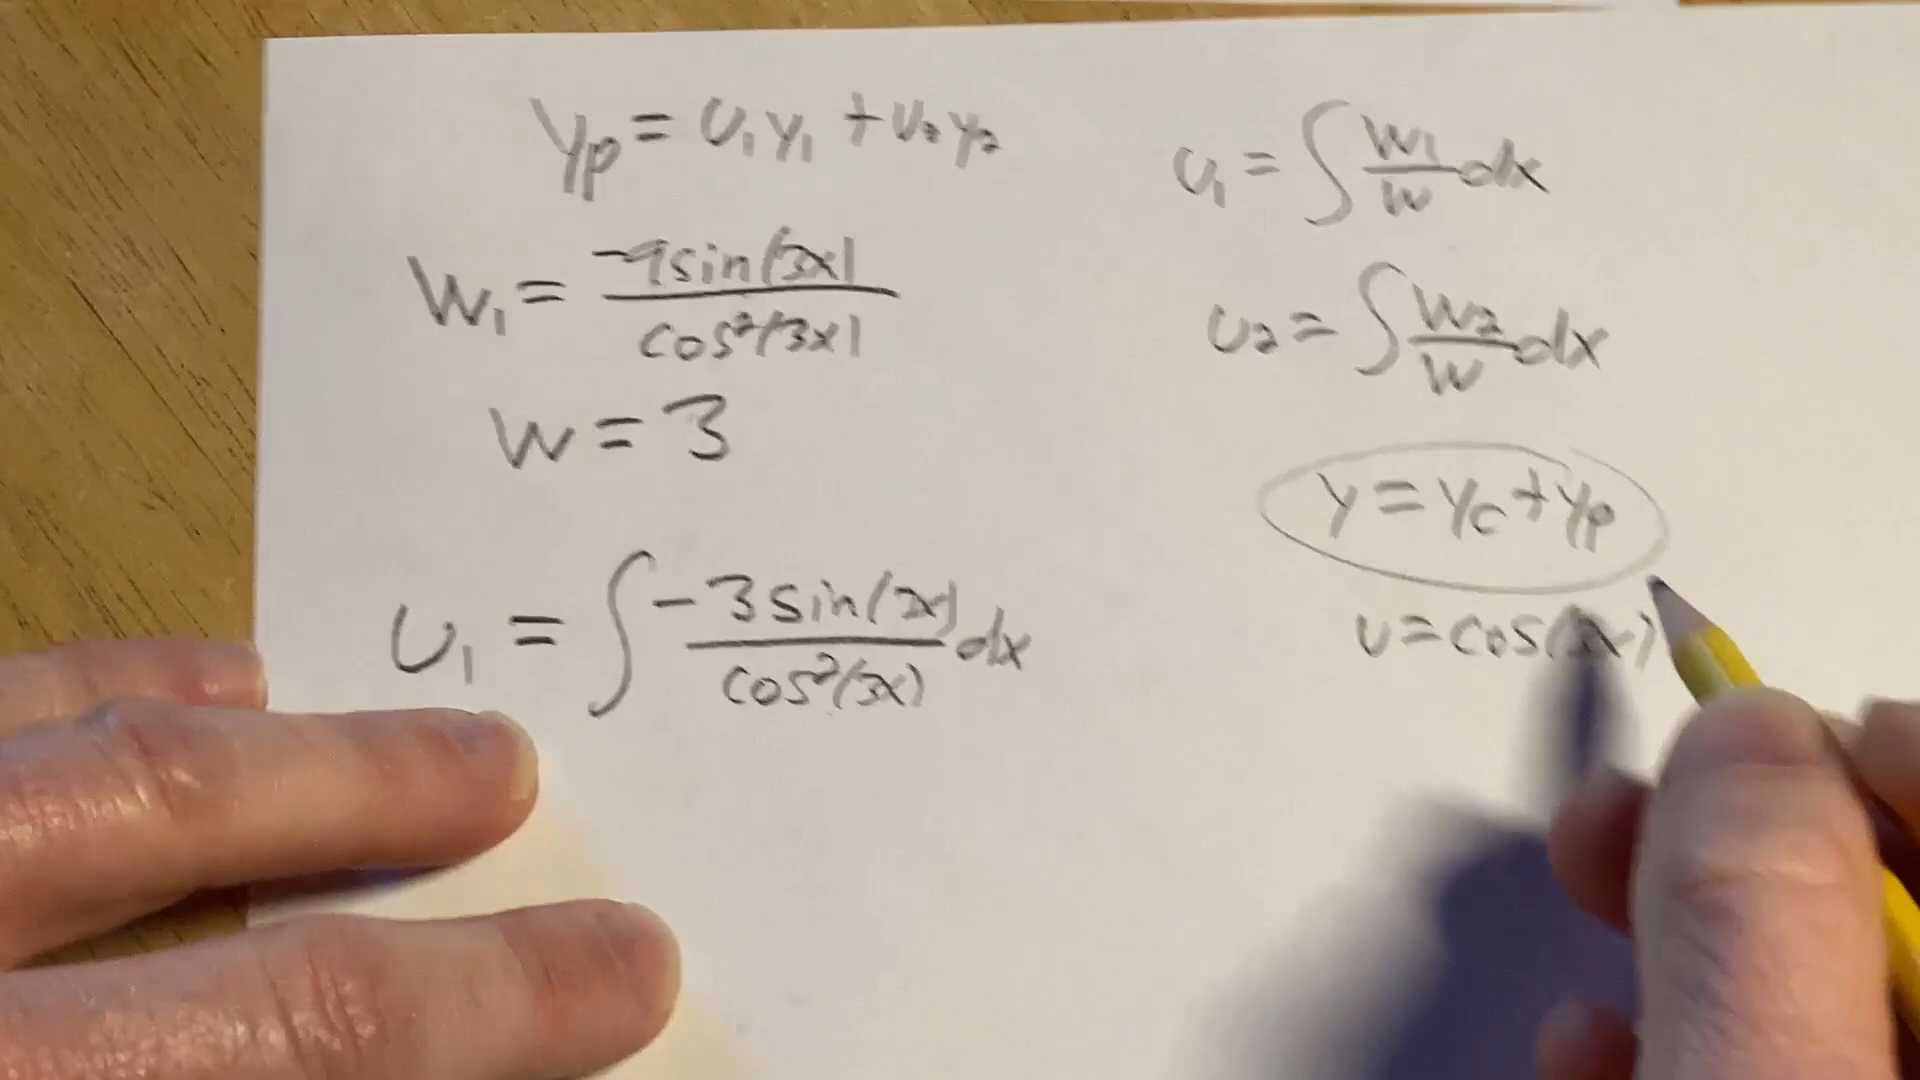 yp = u₁y₁ + u₂y₂
u₁ = ∫ W₁/W dx
W₁ = -9sin(3x)/cos²(3x)
u₂ = ∫ W₂/W dx
W = 3
y = yc + yp
u₁ = ∫ -3sin(3x)/cos²(3x) dx
u = cos(3x)